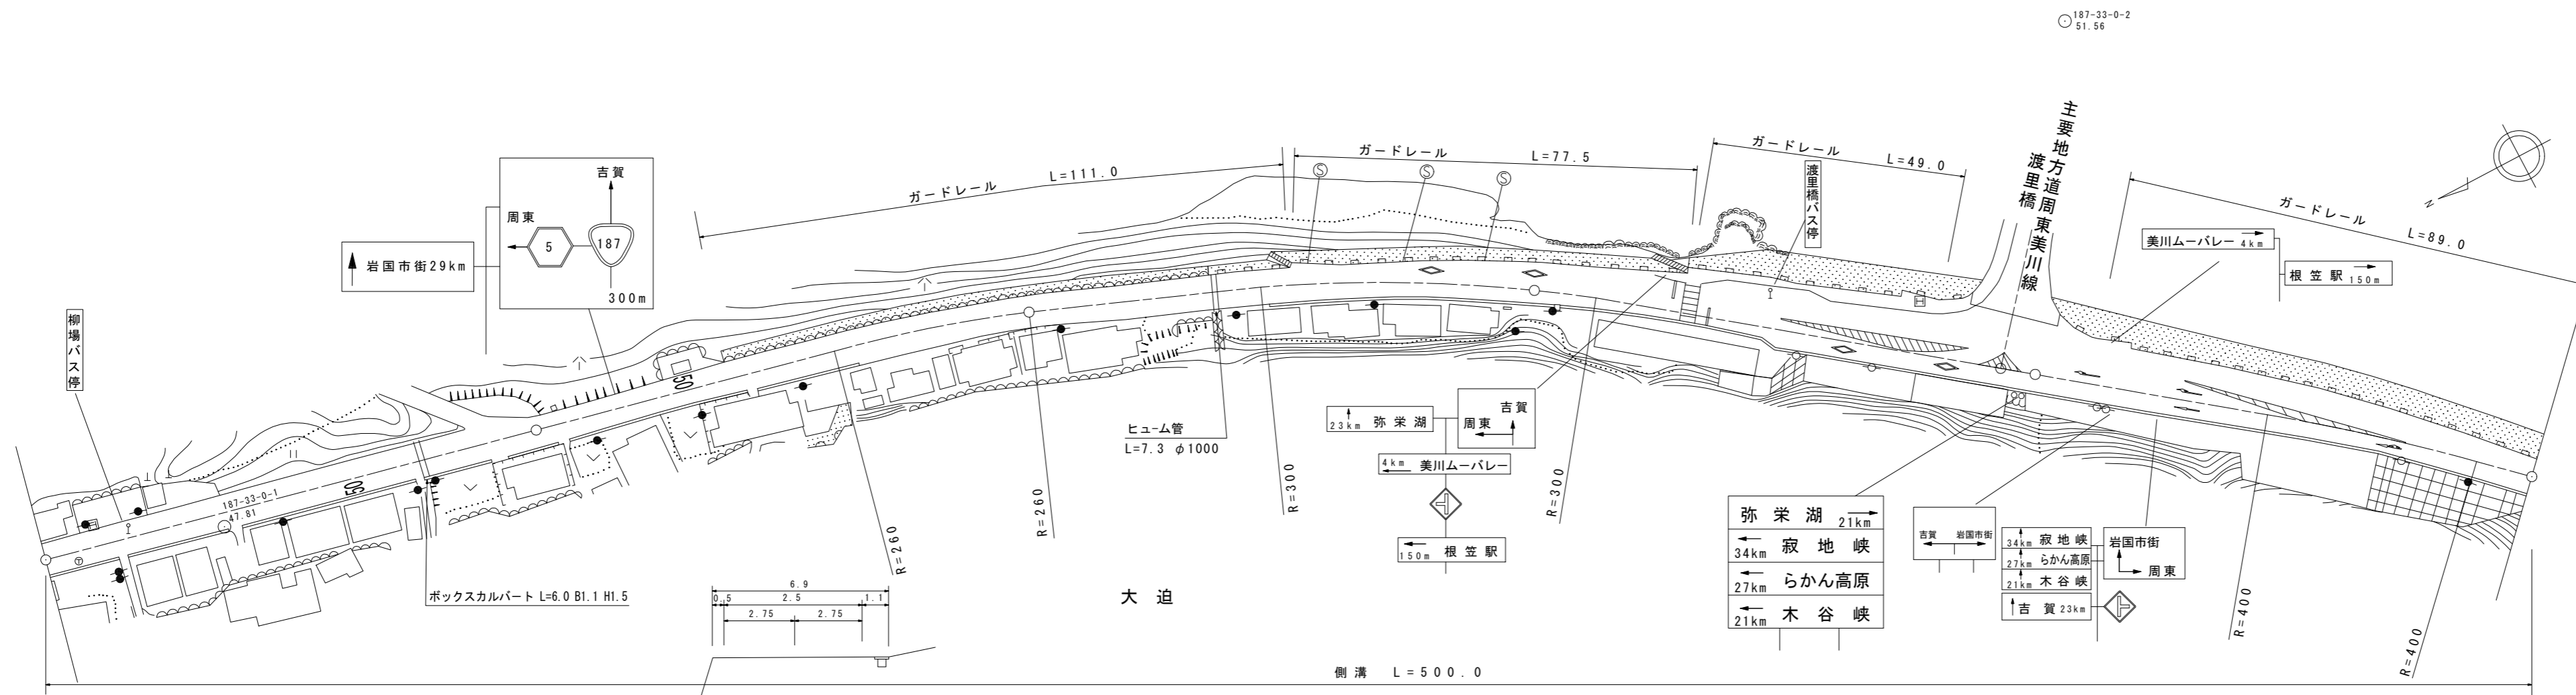 187-33-0-2
51.56
ガードレール L=111.0
ガードレール L=77.5
ガードレール L=49.0
ガードレール L=89.0
S
S
S
渡里橋バス停
主要地方道周東美川線
渡里橋
N
美川ムーバレー 4km
根笠駅 150m
吉賀
周東
5
187
300m
岩国市街29km
柳場バス停
50
50
187-33-0-1
47.81
ヒューム管
L=7.3 φ1000
ボックスカルバート L=6.0 B1.1 H1.5
R=260
R=260
R=300
R=300
R=400
R=400
23km 弥栄湖
吉賀
周東
4km 美川ムーバレー
150m 根笠駅
弥栄湖 21km
34km 寂地峡
27km らかん高原
21km 木谷峡
吉賀 岩国市街
34km 寂地峡
27km らかん高原
21km 木谷峡
岩国市街
周東
吉賀 23km
大迫
6.9
0.5 2.5 1.1
2.75 2.75
側溝 L=500.0